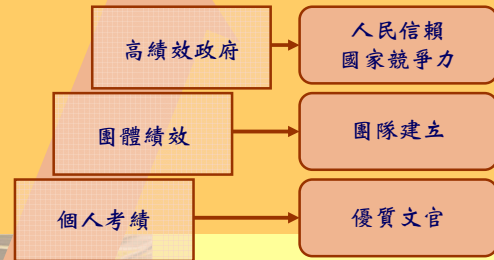 高績效政府
人民信賴
國家競爭力
團體績效
團隊建立
個人考績
優質文官